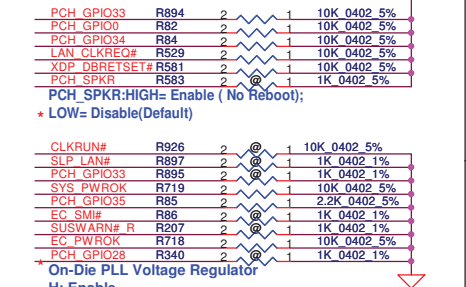 PCH_GPIO33 R894 2 1 10K_0402_5%
PCH_GPIO0 R82 2 1 10K_0402_5%
PCH_GPIO34 R84 2 1 10K_0402_5%
LAN_CLKREQ# R529 2 1 10K_0402_5%
XDP_DBRETSET# R581 2 1 10K_0402_5%
PCH_SPKR R583 2 @ 1 1K_0402_5%
PCH_SPKR:HIGH= Enable ( No Reboot);
* LOW= Disable(Default)
CLKRUN# R926 2 @ 1 10K_0402_5%
SLP_LAN# R897 2 @ 1 1K_0402_1%
PCH_GPIO33 R895 2 @ 1 1K_0402_1%
SYS_PWROK R719 2 1 10K_0402_5%
PCH_GPIO35 R85 2 1 2.2K_0402_5%
EC_SMI# R86 2 @ 1 1K_0402_1%
SUSWARN#_R R207 2 @ 1 1K_0402_1%
EC_PWROK R718 2 1 10K_0402_5%
PCH_GPIO28 R340 2 @ 1 1K_0402_1%
* On-Die PLL Voltage Regulator
H: Enable